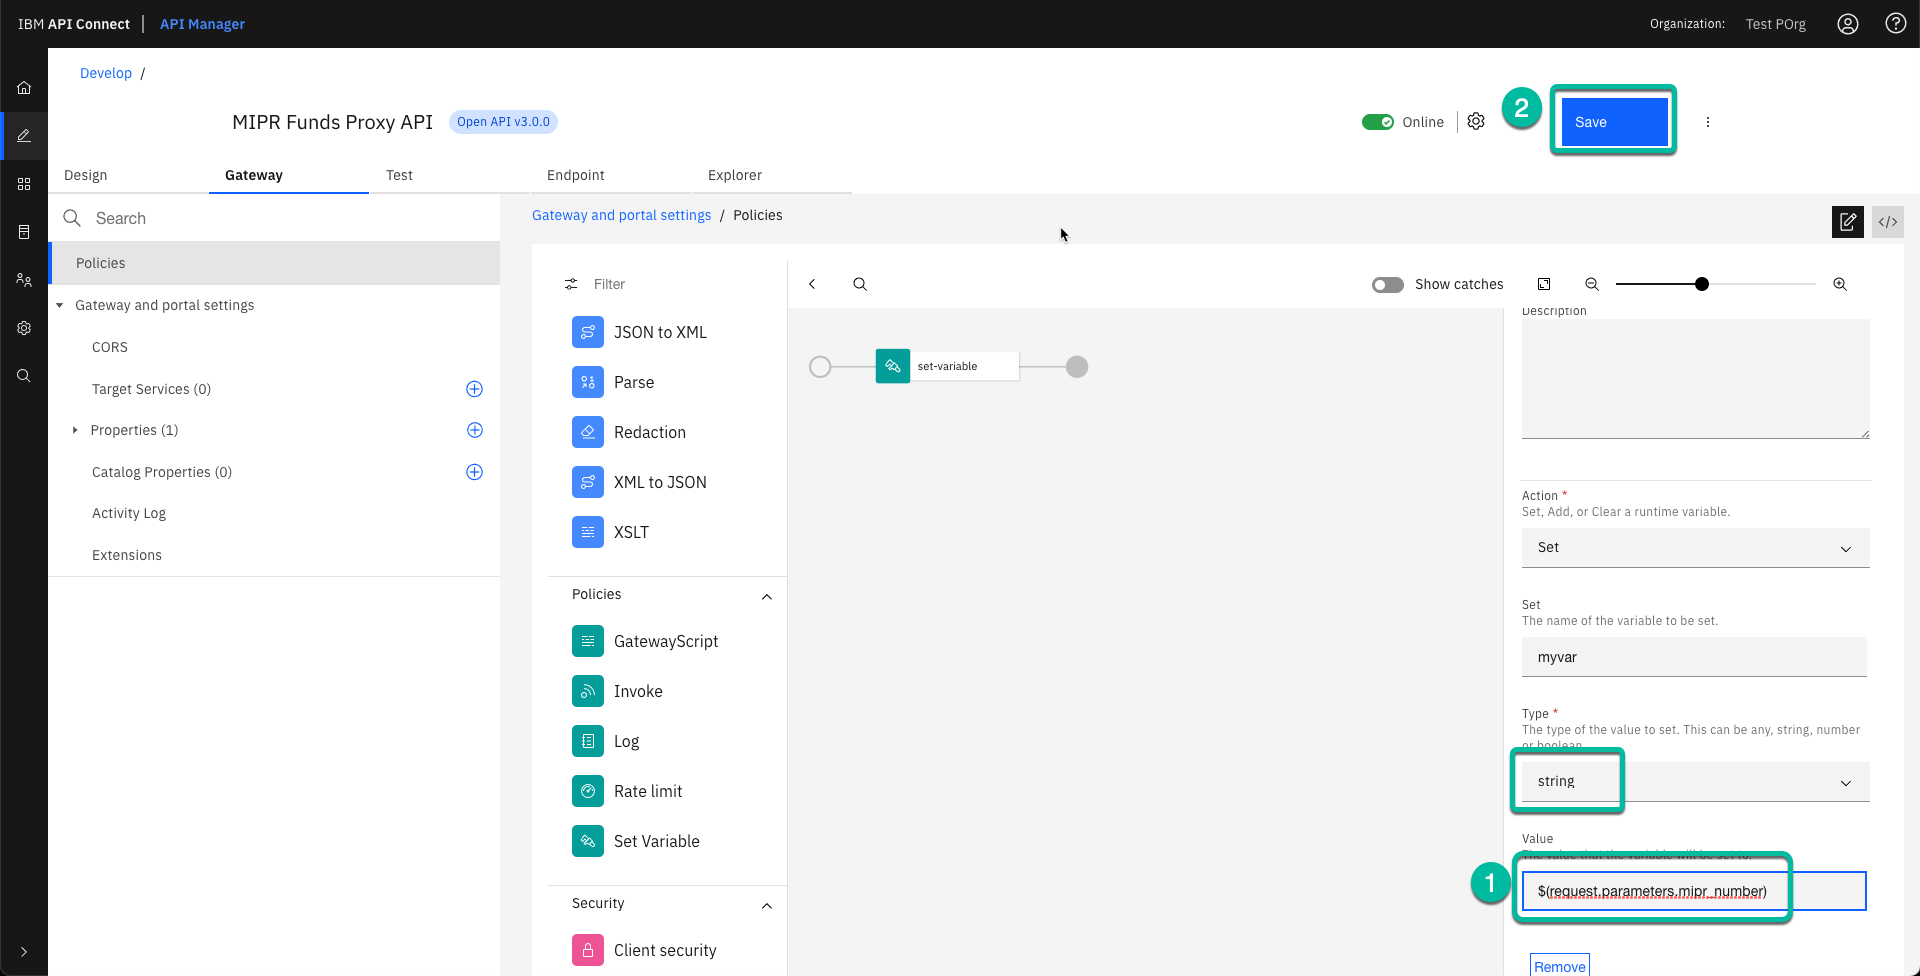 IBM API Connect | API Manager
Organization: Test POrg
Develop /
MIPR Funds Proxy API
Open API v3.0.0
Online
2
Save
Design
Gateway
Test
Endpoint
Explorer
Search
Policies
Gateway and portal settings
CORS
Target Services (0)
Properties (1)
Catalog Properties (0)
Activity Log
Extensions
Gateway and portal settings / Policies
</>
Filter
JSON to XML
Parse
Redaction
XML to JSON
XSLT
Policies
GatewayScript
Invoke
Log
Rate limit
Set Variable
Security
Client security
Show catches
set-variable
Description
Action *
Set, Add, or Clear a runtime variable.
Set
Set
The name of the variable to be set.
myvar
Type *
The type of the value to set. This can be any, string, number
or boolean
string
Value
The value that the variable will be set to.
1
$(request.parameters.mipr_number)
Remove